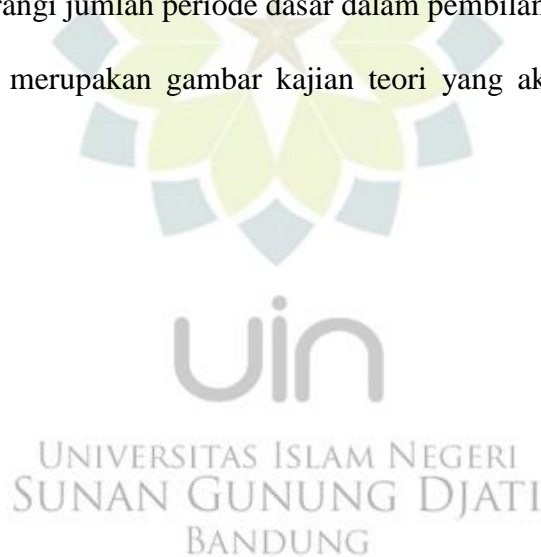 rangi jumlah periode dasar dalam pembilan
merupakan gambar kajian teori yang ak
uin
UNIVERSITAS ISLAM NEGERI
SUNAN GUNUNG DJATI
BANDUNG